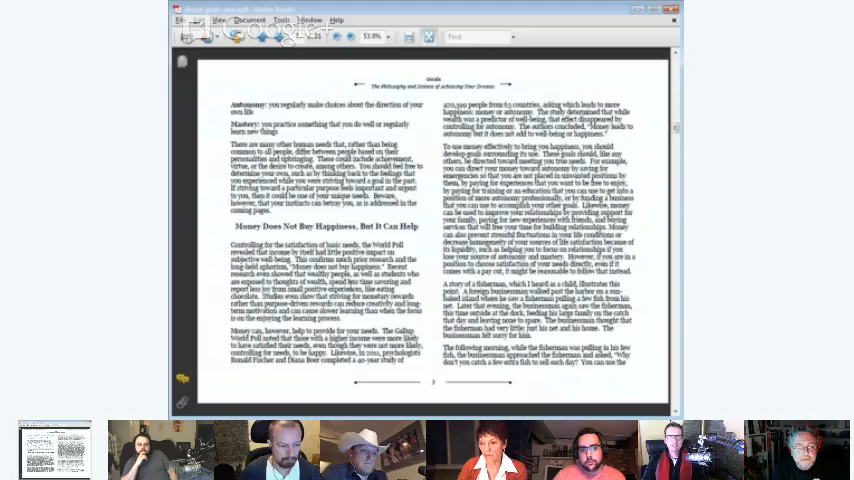 Edit View Document Tools Window Help
Google+
53.9%
Find
Goals
The Philosophy and Science of Achieving Your Dreams
Autonomy: you regularly make choices about the direction of your
own life
Mastery: you practice something that you do well or regularly
learn new things
There are many other human needs that, rather than being
common to all people, differ between people based on their
personalities and upbringing. These could include achievement,
virtue, or the desire to create, among others. You should feel free to
determine your own, such as by thinking back to the feelings that
you experienced while you were striving toward a goal in the past.
If striving toward a particular purpose feels important and urgent
to you, then it could be one of your unique needs. Beware,
however, that your instincts can betray you, as is addressed in the
coming pages.
Money Does Not Buy Happiness, But It Can Help
Controlling for the satisfaction of basic needs, the World Poll
revealed that income by itself had little positive impact on
subjective well-being. This confirms much prior research and the
long-held aphorism, "Money does not buy happiness." Recent
research even showed that wealthy people, as well as students who
are exposed to thoughts of wealth, spend less time savoring and
report less joy from small positive experiences, like eating
chocolate. Studies even show that striving for monetary rewards
rather than purpose-driven rewards can reduce creativity and long-
term motivation and can cause slower learning than when the focus
is on the enjoying the learning process.
Money can, however, help to provide for your needs. The Gallup
World Poll noted that those with a higher income were more likely
to have satisfied their needs, even though they were not more likely,
controlling for needs, to be happy. Likewise, in 2011, psychologists
Ronald Fischer and Diana Boer completed a 40-year study of
420,599 people from 63 countries, asking which leads to more
happiness: money or autonomy. The study determined that while
wealth was a predictor of well-being, that effect disappeared by
controlling for autonomy. The authors concluded, "Money leads to
autonomy but it does not add to well-being or happiness."
To use money effectively to bring you happiness, you should
develop goals surrounding its use. These goals should, like any
others, be directed toward meeting you true needs. For example,
you can direct your money toward autonomy by saving for
emergencies so that you are not placed in unwanted positions by
them, by paying for experiences that you want to be free to enjoy,
by paying for training or an education that you can use to get into a
position of more autonomy professionally, or by funding a business
that you can use to accomplish your other goals. Likewise, money
can be used to improve your relationships by providing support for
your family, paying for new experiences with friends, and buying
services that will free your time for building relationships. Money
can also prevent stressful fluctuations in your life conditions or
decrease homogeneity of your sources of life satisfaction because of
its liquidity, such as helping you to focus on relationships if you
lose your source of autonomy and mastery. However, if you are in a
position to choose satisfaction of your needs directly, even if it
comes with a pay cut, it might be reasonable to follow that instead.
A story of a fisherman, which I heard as a child, illustrates this
point. A foreign businessman walked past the harbor on a sun-
baked island where he saw a fisherman pulling a few fish from his
net. Later that evening, the businessman again saw the fisherman,
this time outside at the dock, feeding his large family on the catch
that day and leaving none to spare. The businessman thought that
the fisherman had very little; just his net and his home. The
businessman felt sorry for him.
The following morning, while the fisherman was pulling in his few
fish, the businessman approached the fisherman and asked, "Why
don't you catch a few extra fish to sell each day? You can use the